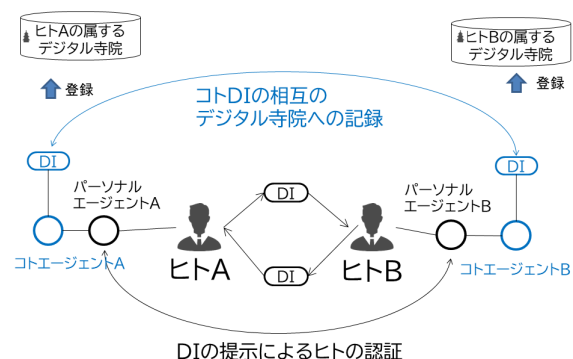 ヒトAの属する
デジタル寺院
ヒトBの属する
デジタル寺院
登録
登録
コトDIの相互の
デジタル寺院への記録
DI
DI
パーソナル
エージェントA
パーソナル
エージェントB
DI
コトエージェントA
ヒトA
ヒトB
コトエージェントB
DI
DIの提示によるヒトの認証